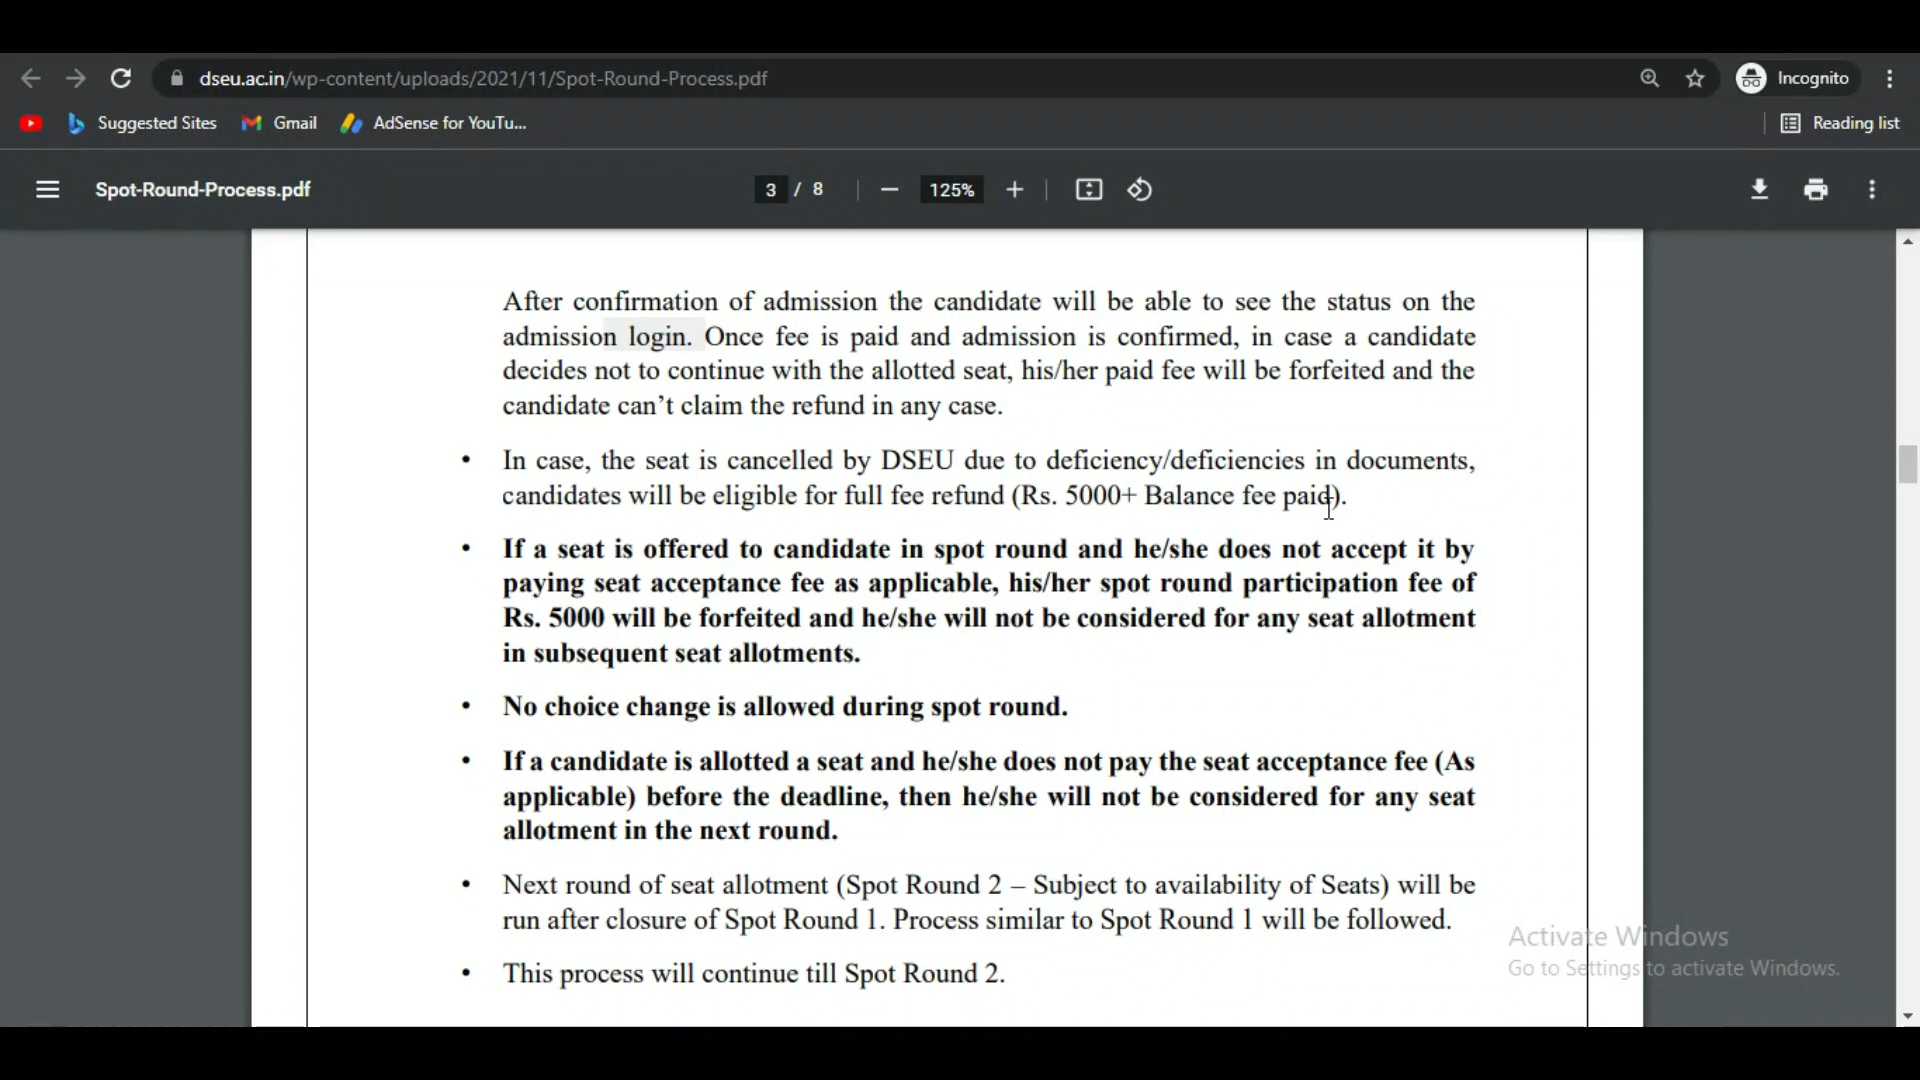 dseu.ac.in/wp-content/uploads/2021/11/Spot-Round-Process.pdf
Incognito
Suggested Sites
Gmail
AdSense for YouTu...
Reading list
Spot-Round-Process.pdf
3 / 8
125%
After confirmation of admission the candidate will be able to see the status on the
admission login. Once fee is paid and admission is confirmed, in case a candidate
decides not to continue with the allotted seat, his/her paid fee will be forfeited and the
candidate can’t claim the refund in any case.
• In case, the seat is cancelled by DSEU due to deficiency/deficiencies in documents,
candidates will be eligible for full fee refund (Rs. 5000+ Balance fee paid).
• If a seat is offered to candidate in spot round and he/she does not accept it by
paying seat acceptance fee as applicable, his/her spot round participation fee of
Rs. 5000 will be forfeited and he/she will not be considered for any seat allotment
in subsequent seat allotments.
• No choice change is allowed during spot round.
• If a candidate is allotted a seat and he/she does not pay the seat acceptance fee (As
applicable) before the deadline, then he/she will not be considered for any seat
allotment in the next round.
• Next round of seat allotment (Spot Round 2 – Subject to availability of Seats) will be
run after closure of Spot Round 1. Process similar to Spot Round 1 will be followed.
• This process will continue till Spot Round 2.
Activate Windows
Go to Settings to activate Windows.